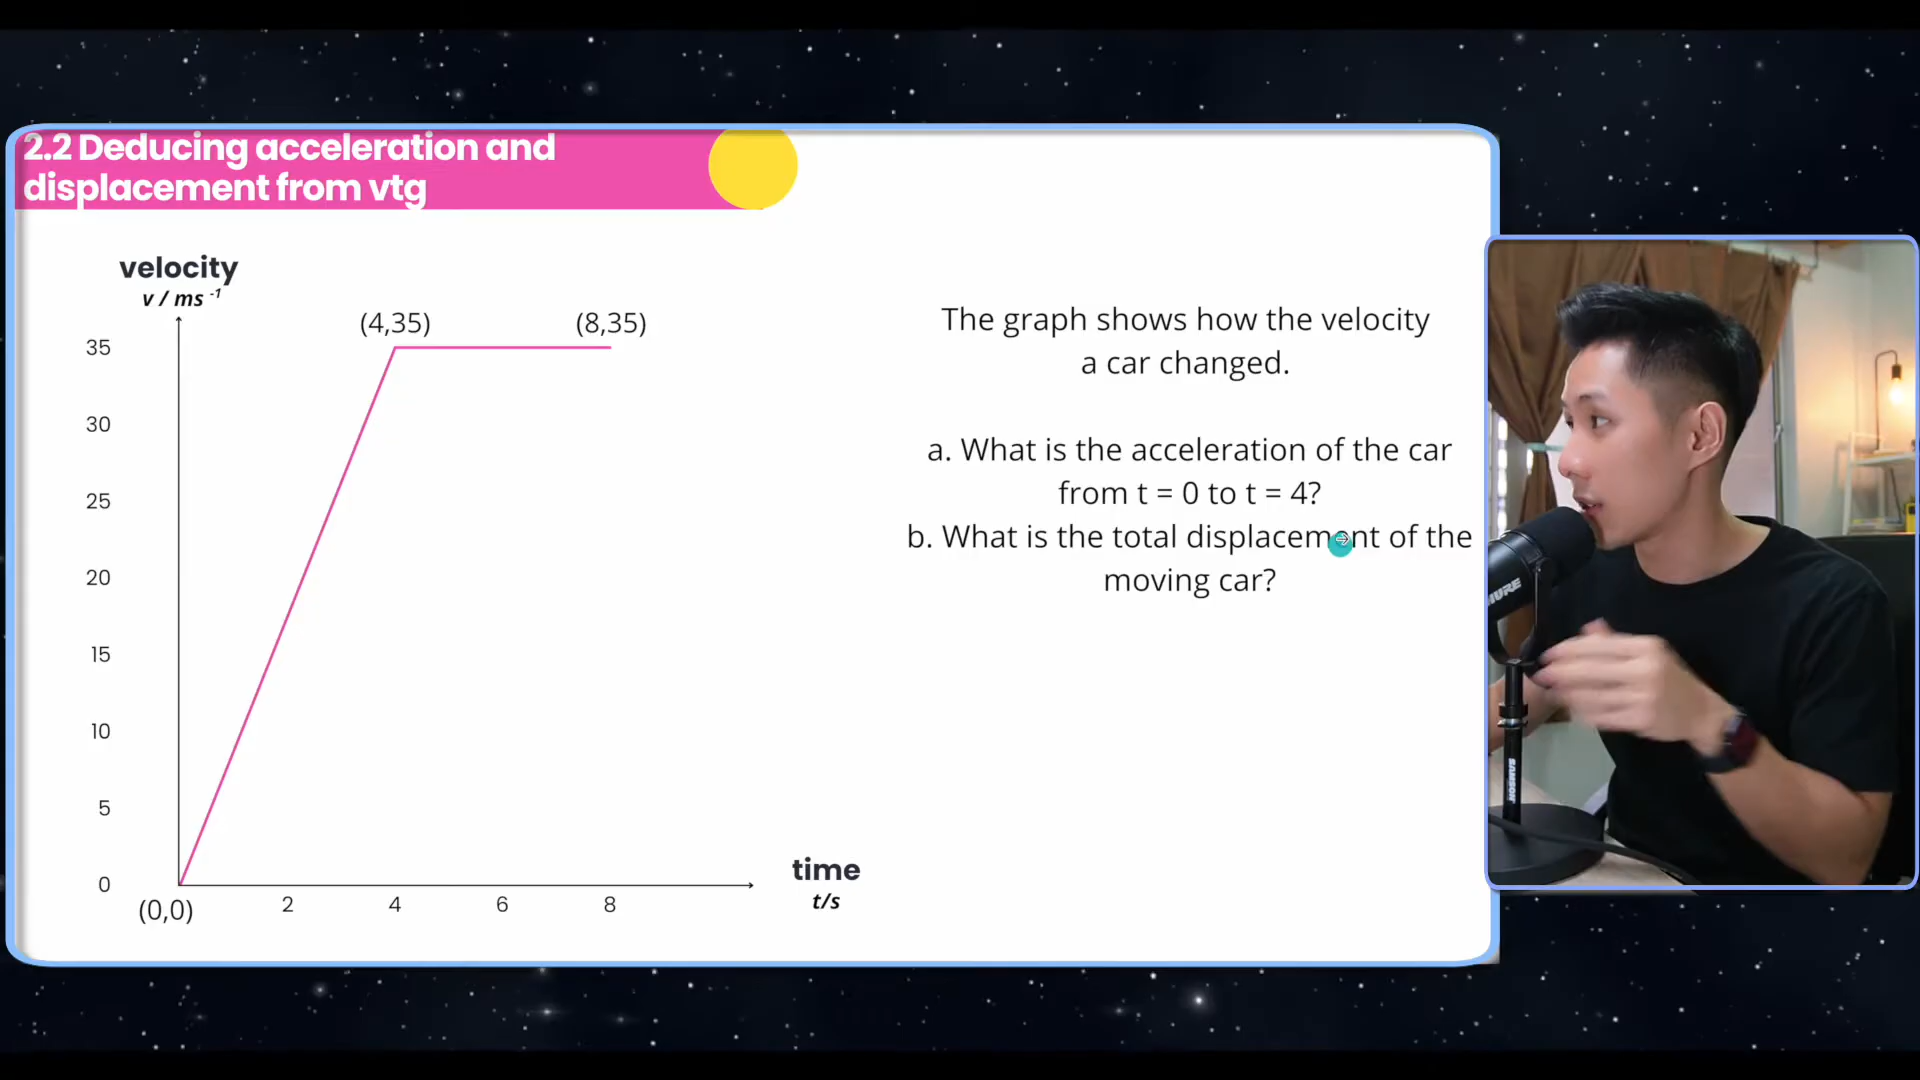 2.2 Deducing acceleration and
displacement from vtg
velocity
v / ms -1
(4,35)
(8,35)
35
30
25
20
15
10
5
0
(0,0)
2
4
6
8
time
t/s
The graph shows how the velocity
a car changed.
a. What is the acceleration of the car
from t = 0 to t = 4?
b. What is the total displacement of the
moving car?
SHURE
SAMSON